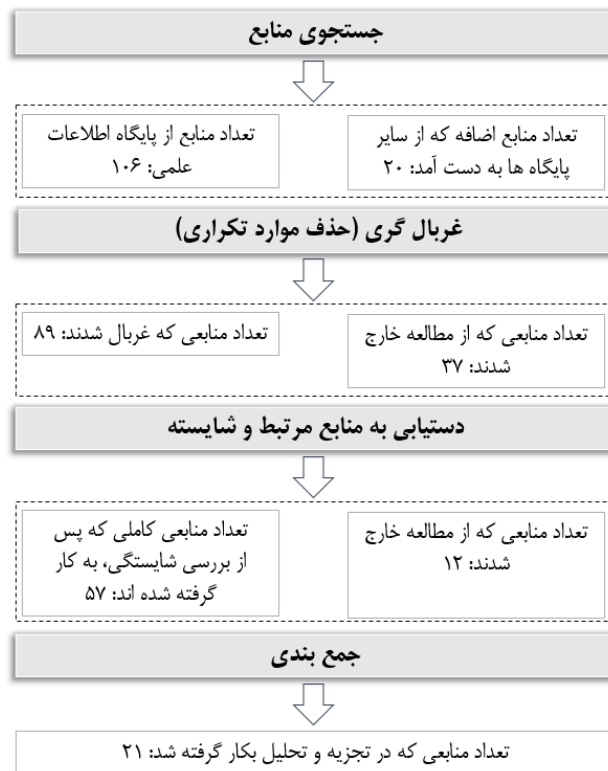 جستجوی منابع
تعداد منابع اضافه که از سایر
پایگاه ها به دست آمد: ۲۰
تعداد منابع از پایگاه اطلاعات
علمی: ۱۰۶
غربال گری (حذف موارد تکراری)
تعداد منابعی که از مطالعه خارج
شدند: ۳۷
تعداد منابعی که غربال شدند: ۸۹
دستیابی به منابع مرتبط و شایسته
تعداد منابعی که از مطالعه خارج
شدند: ۱۲
تعداد منابعی کاملی که پس
از بررسی شایستگی، به کار
گرفته شده اند: ۵۷
جمع بندی
تعداد منابعی که در تجزیه و تحلیل بکار گرفته شد: ۲۱